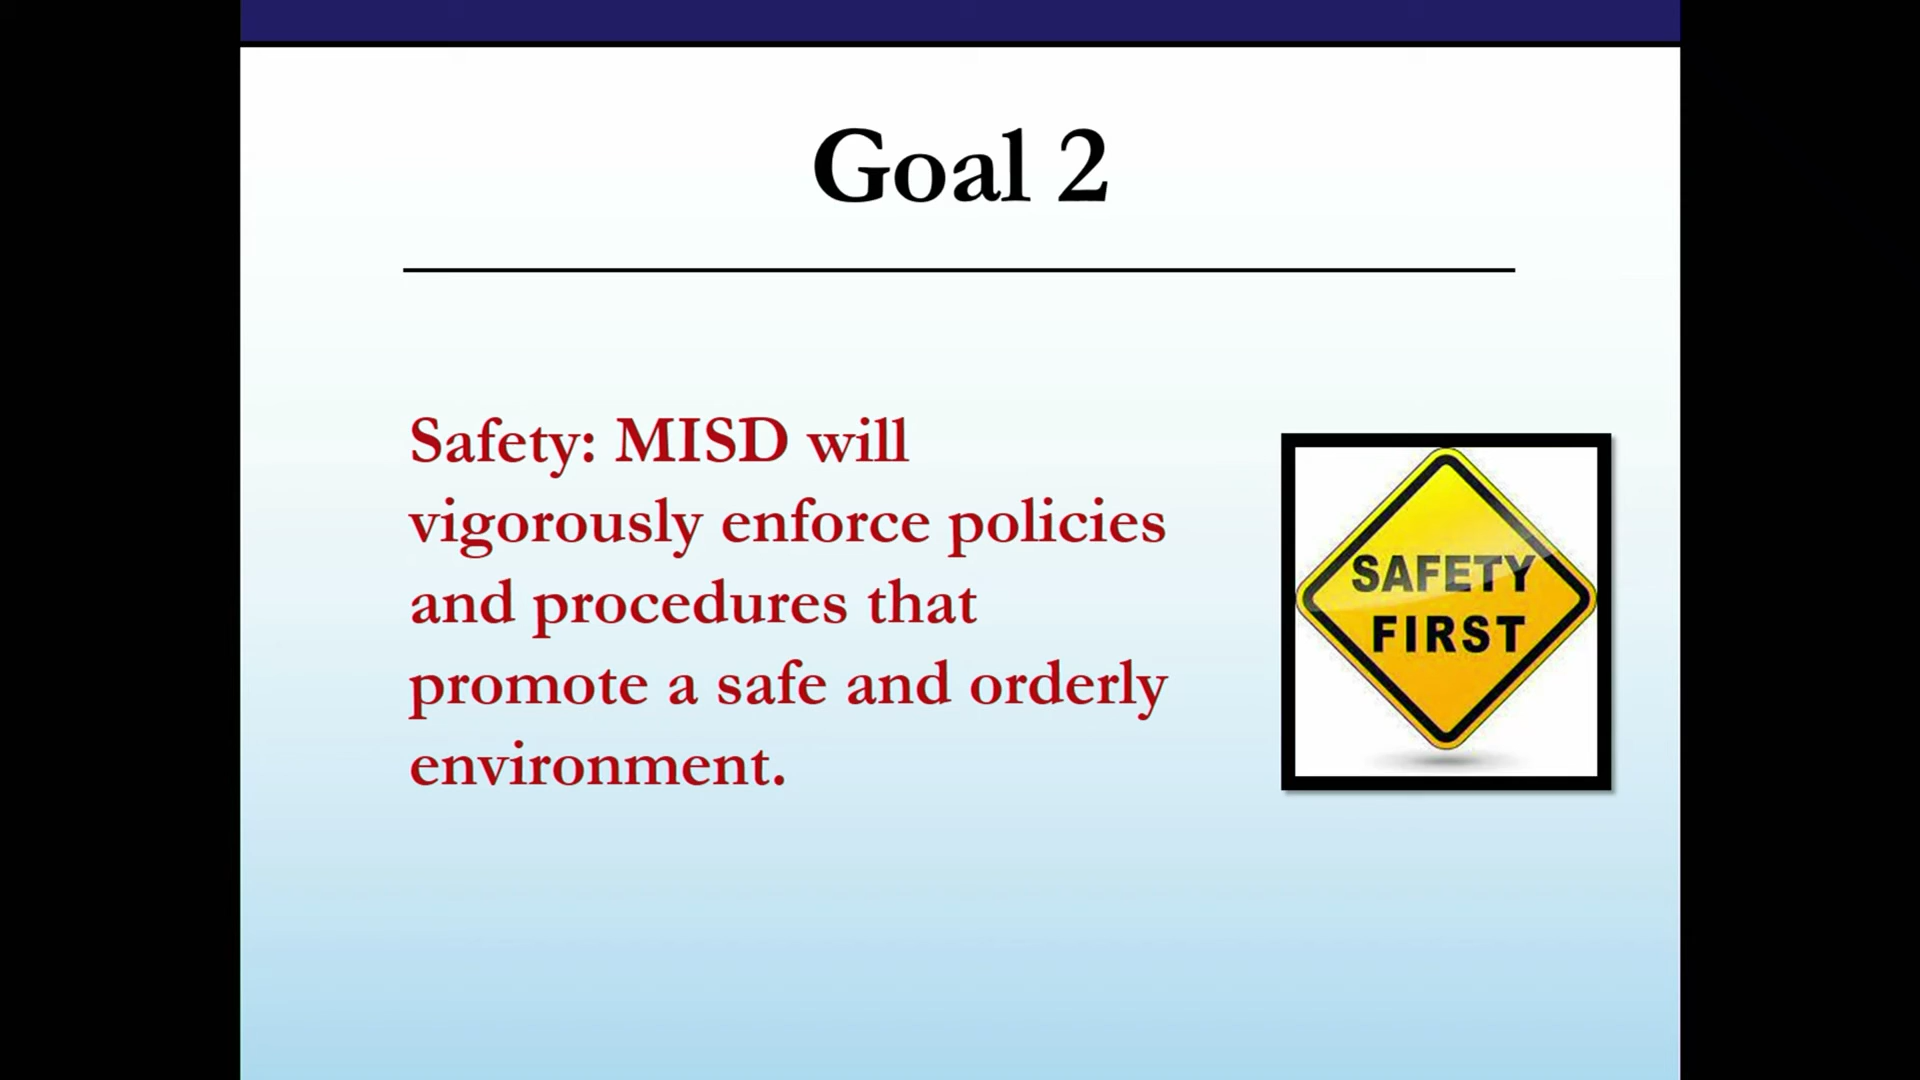 Goal 2
Safety: MISD will
vigorously enforce policies
and procedures that
promote a safe and orderly
environment.
SAFETY
FIRST